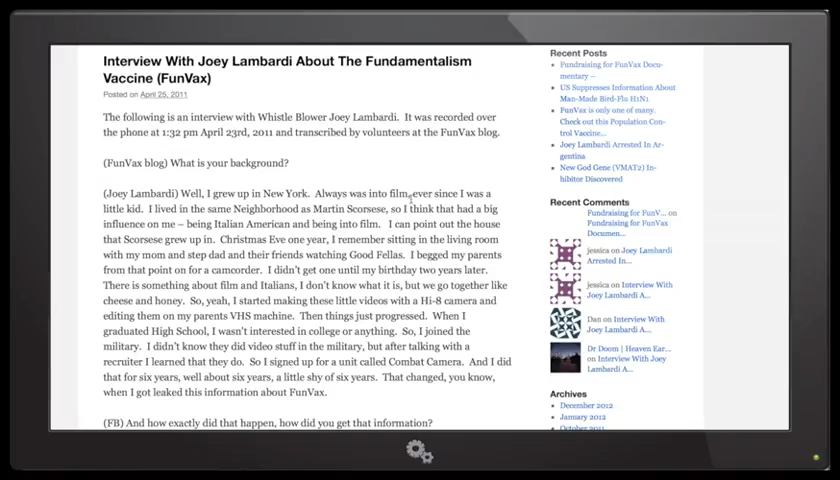 Interview With Joey Lambardi About The Fundamentalism
Vaccine (FunVax)
Posted on April 25, 2011
The following is an interview with Whistle Blower Joey Lambardi. It was recorded over
the phone at 1:32 pm April 23rd, 2011 and transcribed by volunteers at the FunVax blog.
(FunVax blog) What is your background?
(Joey Lambardi) Well, I grew up in New York. Always was into film, ever since I was a
little kid. I lived in the same Neighborhood as Martin Scorsese, so I think that had a big
influence on me – being Italian American and being into film. I can point out the house
that Scorsese grew up in. Christmas Eve one year, I remember sitting in the living room
with my mom and step dad and their friends watching Good Fellas. I begged my parents
from that point on for a camcorder. I didn't get one until my birthday two years later.
There is something about film and Italians, I don't know what it is, but we go together like
cheese and honey. So, yeah, I started making these little videos with a Hi-8 camera and
editing them on my parents VHS machine. Then things just progressed. When I
graduated High School, I wasn't interested in college or anything. So, I joined the
military. I didn't know they did video stuff in the military, but after talking with a
recruiter I learned that they do. So I signed up for a unit called Combat Camera. And I did
that for six years, well about six years, a little shy of six years. That changed, you know,
when I got leaked this information about FunVax.
(FB) And how exactly did that happen, how did you get that information?
Recent Posts
Fundraising for FunVax Docu-
mentary –
US Suppresses Information About
Man-Made Bird-Flu H1N1
FunVax is only one of many.
Check out this Population Con-
trol Vaccine…
Joey Lambardi Arrested In Ar-
gentina
New God Gene (VMAT2) In-
hibitor Discovered
Recent Comments
Fundraising for FunV... on
Fundraising for FunVax
Documen...
jessica on Joey Lambardi
Arrested In...
jessica on Interview With
Joey Lambardi A...
Dan on Interview With
Joey Lambardi A...
Dr Doom | Heaven Ear...
on Interview With Joey
Lambardi A...
Archives
December 2012
January 2012
October 2011